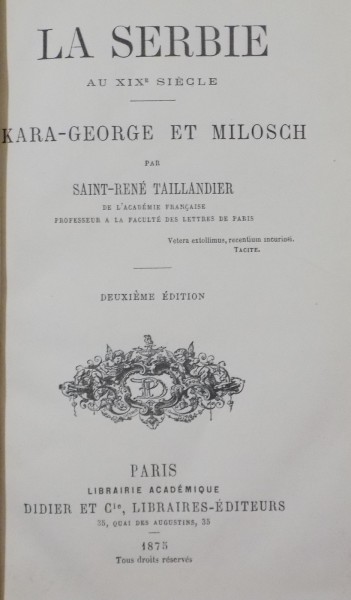 LA SERBIE
AU XIXᴱ SIÈCLE
KARA-GEORGE ET MILOSCH
PAR
SAINT-RENÉ TAILLANDIER
DE L'ACADÉMIE FRANÇAISE
PROFESSEUR A LA FACULTÉ DES LETTRES DE PARIS
Vetera extollimus, recentium incuriosi.
TACITE.
DEUXIÈME ÉDITION
PARIS
LIBRAIRIE ACADÉMIQUE
DIDIER ET Cie, LIBRAIRES-ÉDITEURS
35, QUAI DES AUGUSTINS, 35
1875
Tous droits réservés